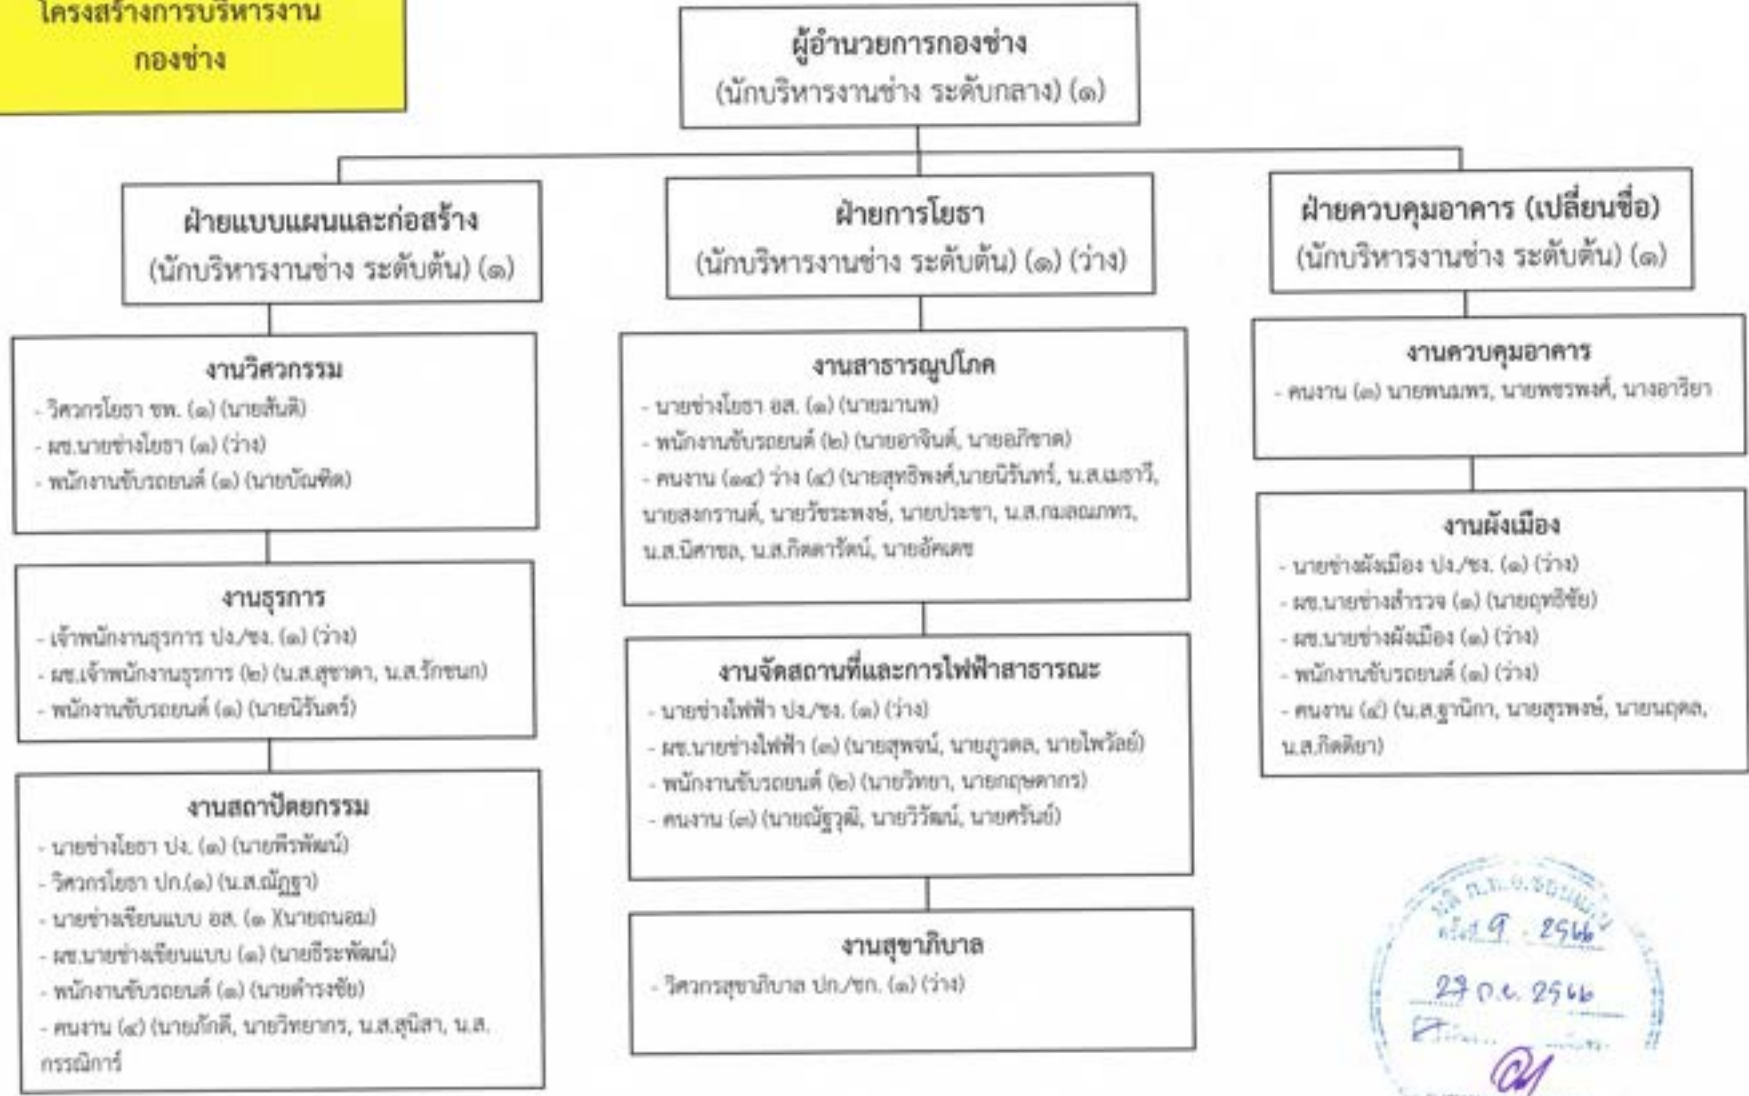 โครงสร้างการบริหารงาน
กองช่าง
ผู้อำนวยการกองช่าง
(นักบริหารงานช่าง ระดับกลาง) (๑)
ฝ่ายแบบแผนและก่อสร้าง
(นักบริหารงานช่าง ระดับต้น) (๑)
งานวิศวกรรม
- วิศวกรโยธา ชพ. (๑) (นายสันติ)
- ผช.นายช่างโยธา (๑) (ว่าง)
- พนักงานขับรถยนต์ (๑) (นายบัณฑิต)
งานธุรการ
- เจ้าพนักงานธุรการ ปง./ชง. (๑) (ว่าง)
- ผช.เจ้าพนักงานธุรการ (๒) (น.ส.สุชาดา, น.ส.รักชนก)
- พนักงานขับรถยนต์ (๑) (นายนิรันดร์)
งานสถาปัตยกรรม
- นายช่างโยธา ปง. (๑) (นายพีรพัฒน์)
- วิศวกรโยธา ปก.(๑) (น.ส.ณัฏฐา)
- นายช่างเขียนแบบ อส. (๑ )(นายถนอม)
- ผช.นายช่างเขียนแบบ (๑) (นายธีระพัฒน์)
- พนักงานขับรถยนต์ (๑) (นายดำรงชัย)
- คนงาน (๔) (นายภักดี, นายวิทยากร, น.ส.สุนิสา, น.ส.
กรรณิการ์
ฝ่ายการโยธา
(นักบริหารงานช่าง ระดับต้น) (๑) (ว่าง)
งานสาธารณูปโภค
- นายช่างโยธา อส. (๑) (นายมานพ)
- พนักงานขับรถยนต์ (๒) (นายอาจินต์, นายอภิชาต)
- คนงาน (๑๔) ว่าง (๔) (นายสุทธิพงศ์,นายนิรันทร์, น.ส.เมธาวี,
นายสงกรานต์, นายวัชระพงษ์, นายประชา, น.ส.กมลณภทร,
น.ส.นิศาชล, น.ส.กิตตารัตน์, นายอัคเดช
งานจัดสถานที่และการไฟฟ้าสาธารณะ
- นายช่างไฟฟ้า ปง./ชง. (๑) (ว่าง)
- ผช.นายช่างไฟฟ้า (๓) (นายสุพจน์, นายภูวดล, นายไพวัลย์)
- พนักงานขับรถยนต์ (๒) (นายวิทยา, นายกฤษดากร)
- คนงาน (๓) (นายณัฐวุฒิ, นายวิวัฒน์, นายศรันย์)
งานสุขาภิบาล
- วิศวกรสุขาภิบาล ปก./ชก. (๑) (ว่าง)
ฝ่ายควบคุมอาคาร (เปลี่ยนชื่อ)
(นักบริหารงานช่าง ระดับต้น) (๑)
งานควบคุมอาคาร
- คนงาน (๓) นายพนมพร, นายพชรพงศ์, นางอาริยา
งานผังเมือง
- นายช่างผังเมือง ปง./ชง. (๑) (ว่าง)
- ผช.นายช่างสำรวจ (๑) (นายฤทธิชัย)
- ผช.นายช่างผังเมือง (๑) (ว่าง)
- พนักงานขับรถยนต์ (๑) (ว่าง)
- คนงาน (๔) (น.ส.ฐานิกา, นายสุรพงษ์, นายนฤดล,
น.ส.กิตติยา)
ครั้งที่ 9 2566
27 ก.ย. 2566